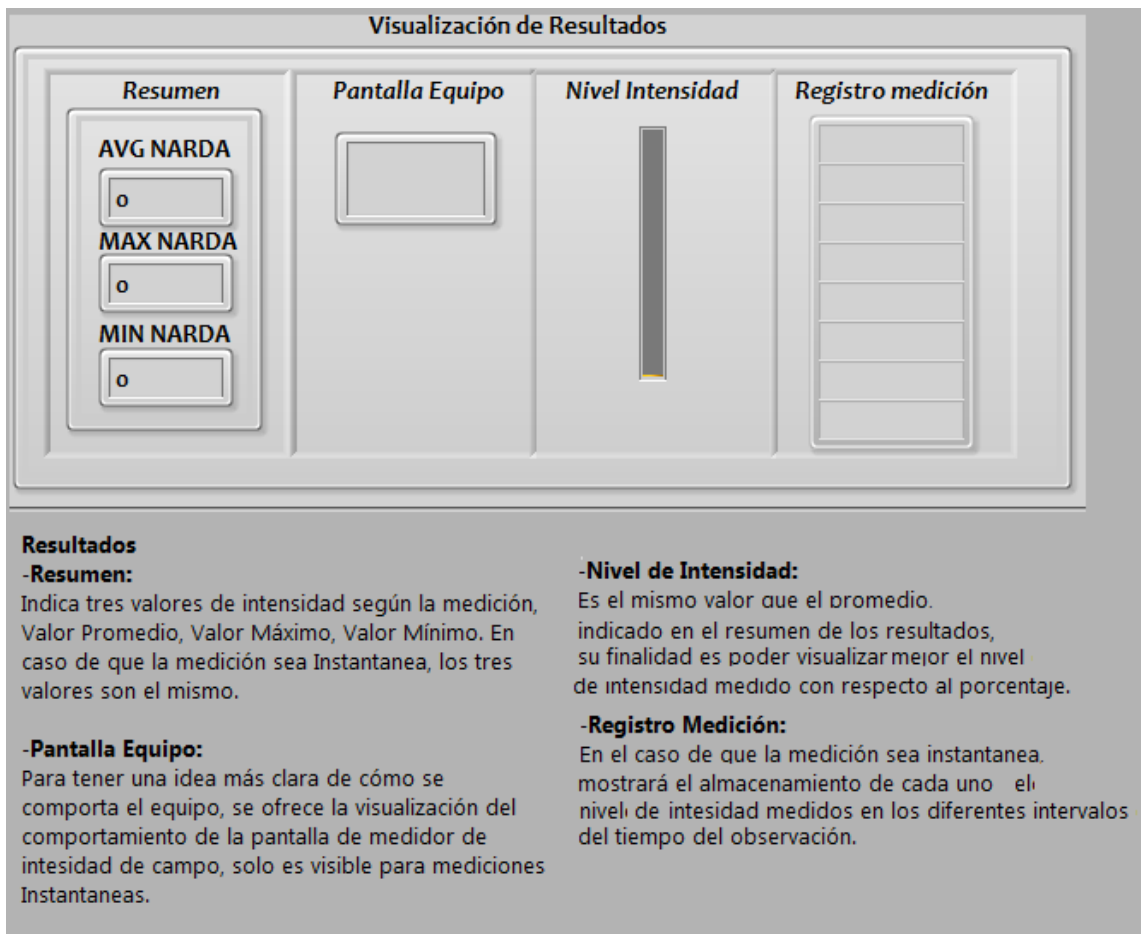 Visualización de Resultados
Resumen
AVG NARDA
0
MAX NARDA
0
MIN NARDA
0
Pantalla Equipo
Nivel Intensidad
Registro medición
Resultados
-Resumen:
Indica tres valores de intensidad según la medición,
Valor Promedio, Valor Máximo, Valor Mínimo. En
caso de que la medición sea Instantanea, los tres
valores son el mismo.
-Pantalla Equipo:
Para tener una idea más clara de cómo se
comporta el equipo, se ofrece la visualización del
comportamiento de la pantalla de medidor de
intesidad de campo, solo es visible para mediciones
Instantaneas.
-Nivel de Intensidad:
Es el mismo valor que el promedio.
indicado en el resumen de los resultados,
su finalidad es poder visualizar mejor el nivel
de intensidad medido con respecto al porcentaje.
-Registro Medición:
En el caso de que la medición sea instantanea.
mostrará el almacenamiento de cada uno
de intesidad medidos en los diferentes intervalos
del tiempo del observación.